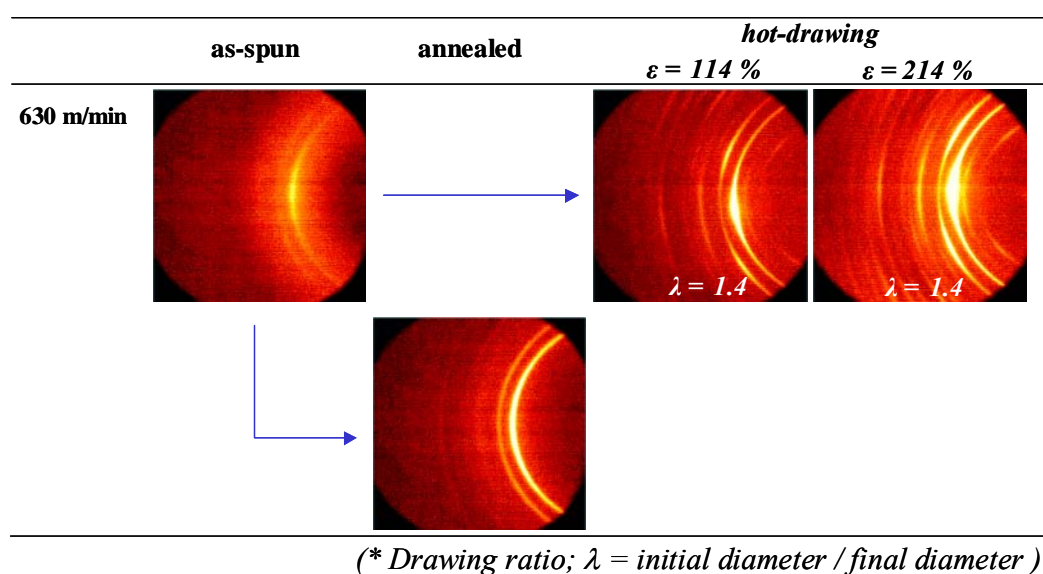 hot-drawing
as-spun annealed
ε = 114 % ε = 214 %
630 m/min
λ = 1.4 λ = 1.4
(* Drawing ratio; λ = initial diameter / final diameter )